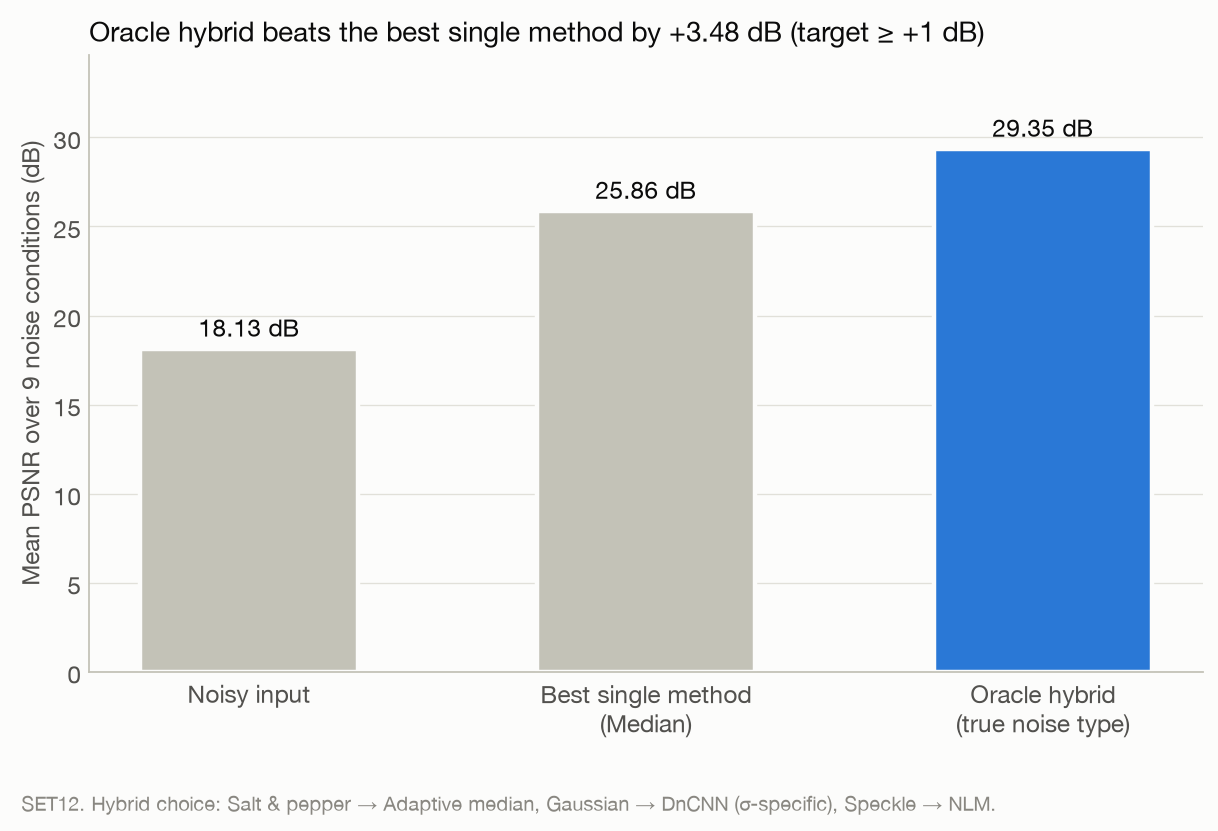 Oracle hybrid beats the best single method by +3.48 dB (target ≥ +1 dB)
Mean PSNR over 9 noise conditions (dB)
30
25
20
15
10
5
0
18.13 dB
25.86 dB
29.35 dB
Noisy input
Best single method
(Median)
Oracle hybrid
(true noise type)
SET12. Hybrid choice: Salt & pepper → Adaptive median, Gaussian → DnCNN (σ-specific), Speckle → NLM.